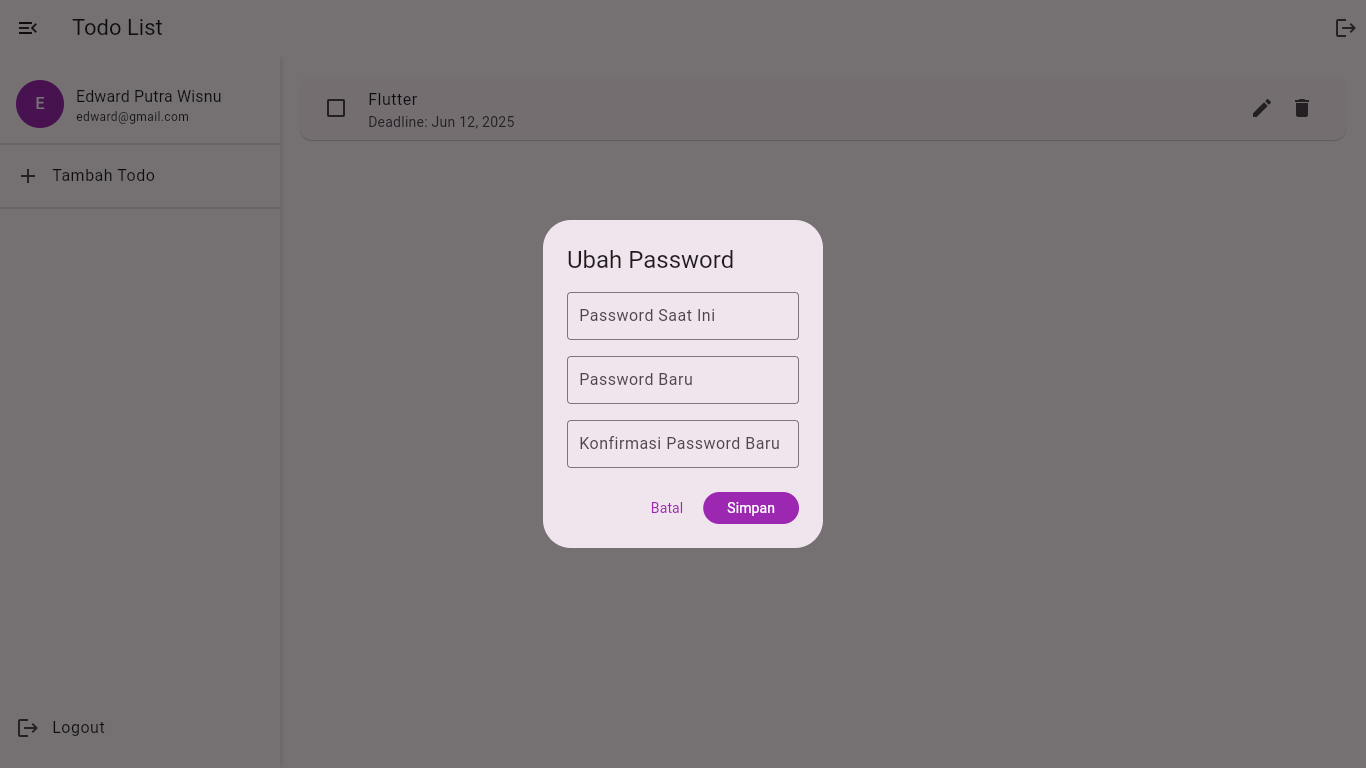 Todo List
E
Edward Putra Wisnu
edward@gmail.com
Tambah Todo
Flutter
Deadline: Jun 12, 2025
Ubah Password
Password Saat Ini
Password Baru
Konfirmasi Password Baru
Batal
Simpan
Logout